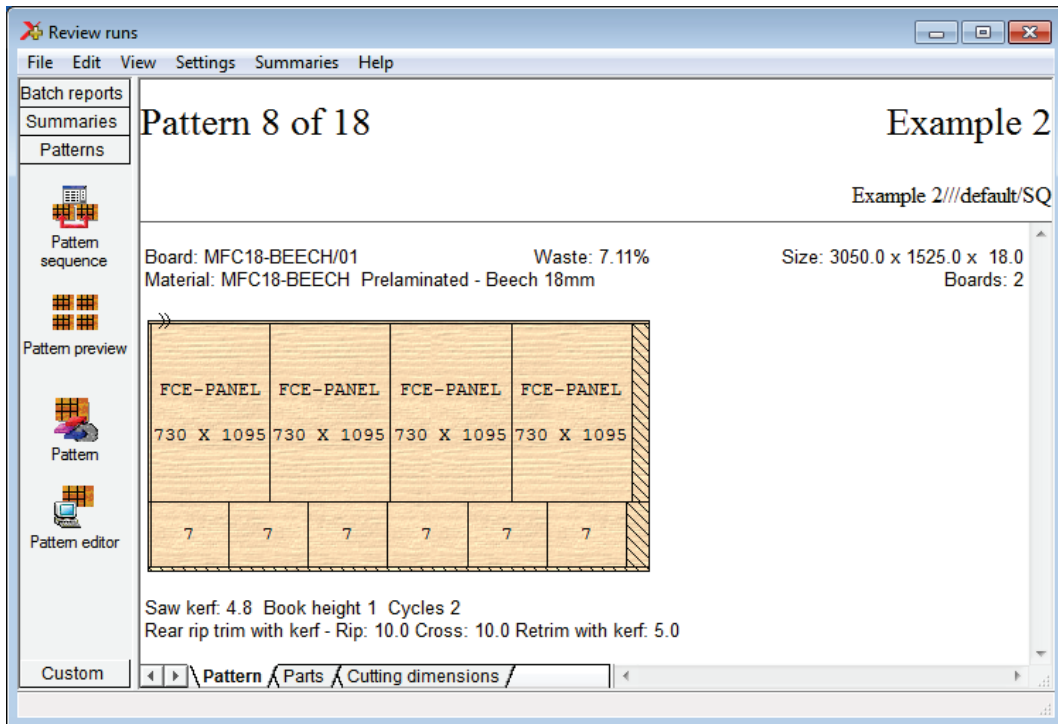 Review runs
File Edit View Settings Summaries Help
Batch reports
Summaries
Patterns
Pattern
sequence
Pattern preview
Pattern
Pattern editor
Custom
Pattern 8 of 18 Example 2
Example 2///default/SQ
Board: MFC18-BEECH/01 Waste: 7.11% Size: 3050.0 x 1525.0 x 18.0
Material: MFC18-BEECH Prelaminated - Beech 18mm Boards: 2
FCE-PANEL FCE-PANEL FCE-PANEL FCE-PANEL
730 X 1095 730 X 1095 730 X 1095 730 X 1095
7 7 7 7 7 7
Saw kerf: 4.8 Book height 1 Cycles 2
Rear rip trim with kerf - Rip: 10.0 Cross: 10.0 Retrim with kerf: 5.0
Pattern Parts Cutting dimensions